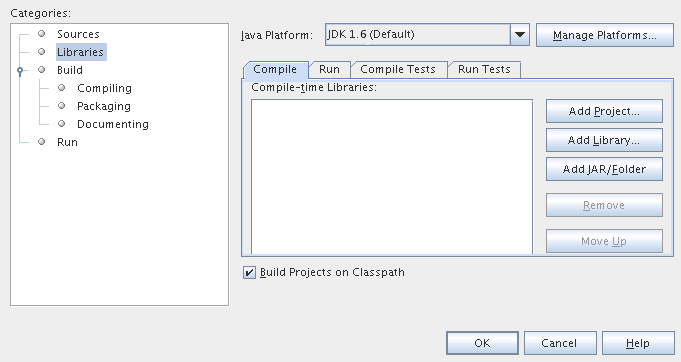 Categories:
Sources
Libraries
Build
Compiling
Packaging
Documenting
Run
Java Platform: JDK 1.6 (Default) Manage Platforms...
Compile Run Compile Tests Run Tests
Compile-time Libraries:
Add Project...
Add Library...
Add JAR/Folder
Remove
Move Up
Build Projects on Classpath
OK Cancel Help